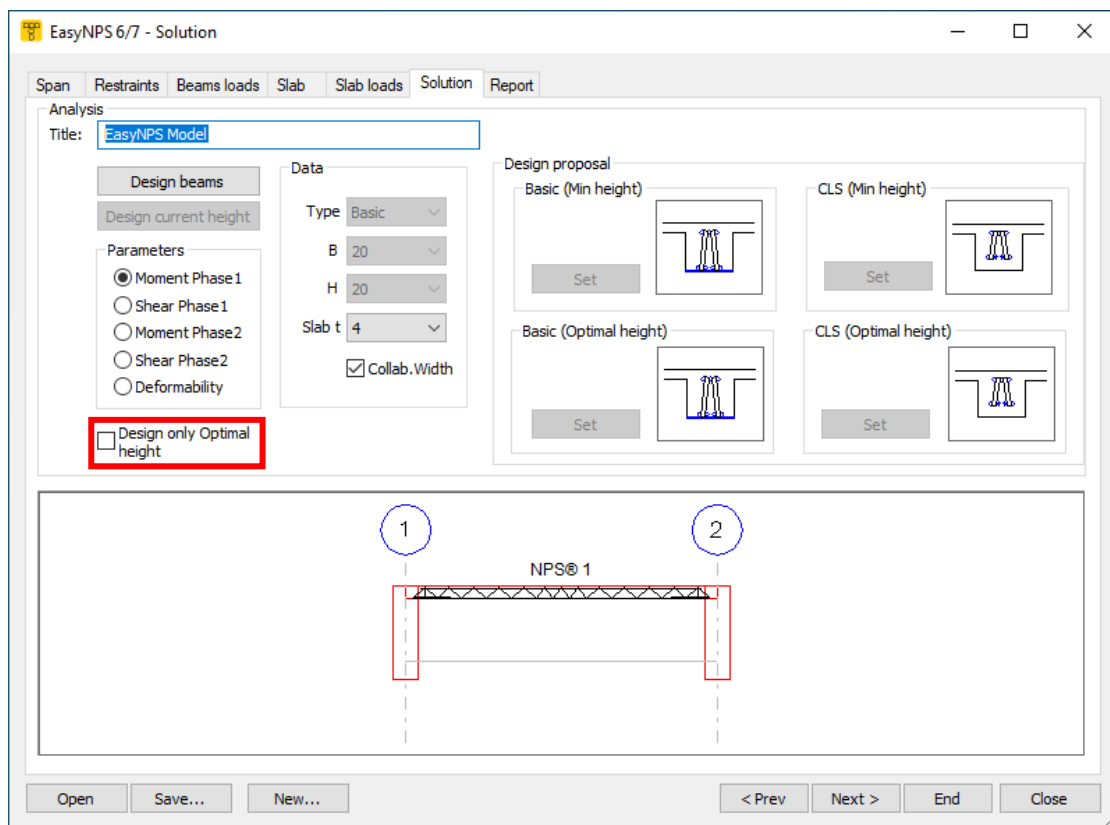 EasyNPS 6/7 - Solution
Span Restraints Beams loads Slab Slab loads Solution Report
Analysis
Title: EasyNPS Model
Design beams
Design current height
Parameters
Moment Phase1
Shear Phase1
Moment Phase2
Shear Phase2
Deformability
Design only Optimal
height
Data
Type Basic
B 20
H 20
Slab t 4
Collab.Width
Design proposal
Basic (Min height)
Set
CLS (Min height)
Set
Basic (Optimal height)
Set
CLS (Optimal height)
Set
1 2
NPS® 1
Open Save... New... < Prev Next > End Close